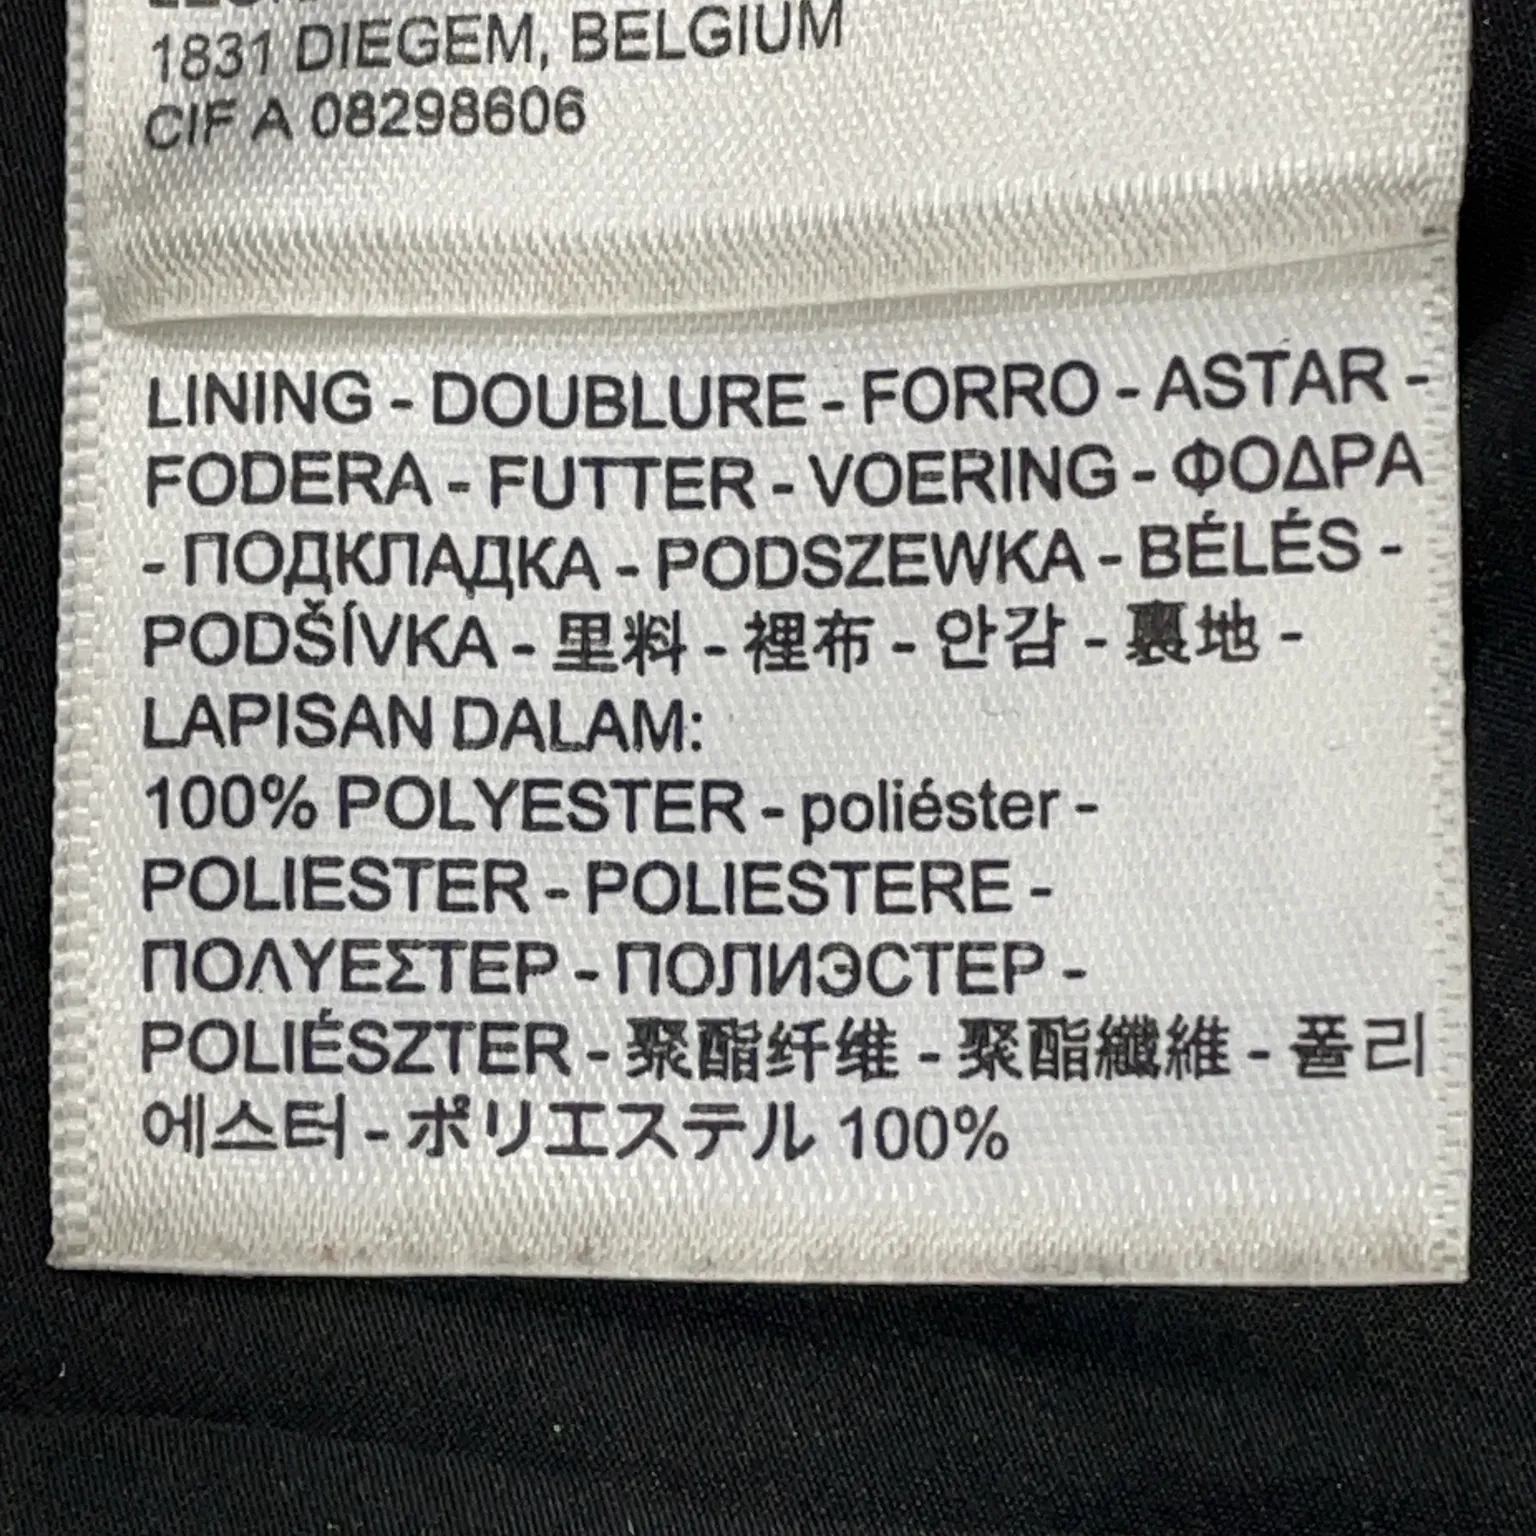 1831 DIEGEM, BELGIUM
CIF A 08298606
LINING - DOUBLURE - FORRO - ASTAR -
FODERA - FUTTER - VOERING - ΦΟΔΡΑ
- ПОДКЛАДКА - PODSZEWKA - BÉLÉS -
PODŠÍVKA - 里料 - 裡布 - 안감 - 裏地 -
LAPISAN DALAM:
100% POLYESTER - poliéster -
POLIESTER - POLIESTERE -
ΠΟΛΥΕΣΤΕΡ - ПОЛИЭСТЕР -
POLIÉSZTER - 聚酯纤维 - 聚酯纖維 - 폴리
에스터 - ポリエステル 100%